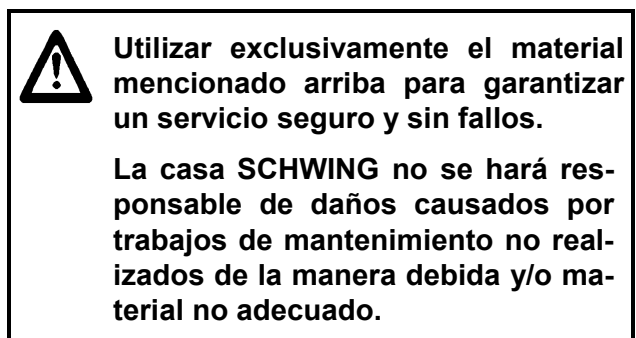 Utilizar exclusivamente el material
mencionado arriba para garantizar
un servicio seguro y sin fallos.
La casa SCHWING no se hará res-
ponsable de daños causados por
trabajos de mantenimiento no real-
izados de la manera debida y/o ma-
terial no adecuado.